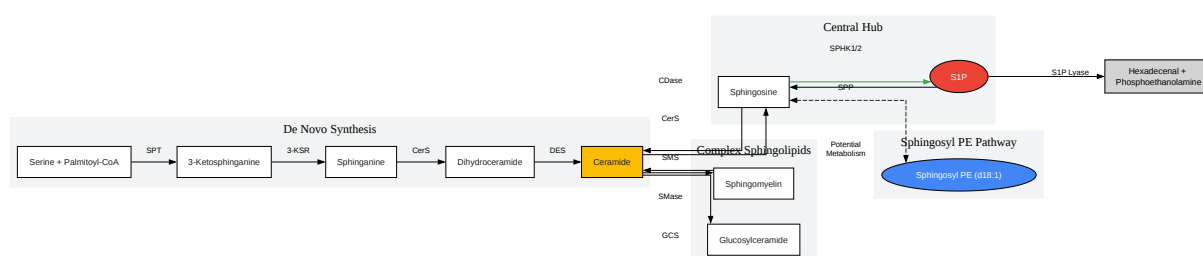 Central Hub
SPHK1/2
S1P
S1P Lyase
Hexadecenal +
Phosphoethanolamine
CDase
Sphingosine
SPP
CerS
De Novo Synthesis
Serine + Palmitoyl-CoA
SPT
3-Ketosphinganine
3-KSR
Sphinganine
CerS
Dihydroceramide
DES
Ceramide
Complex Sphingolipids
SMS
Sphingomyelin
SMase
GCS
Glucosylceramide
Potential
Metabolism
Sphingosyl PE Pathway
Sphingosyl PE (d18:1)